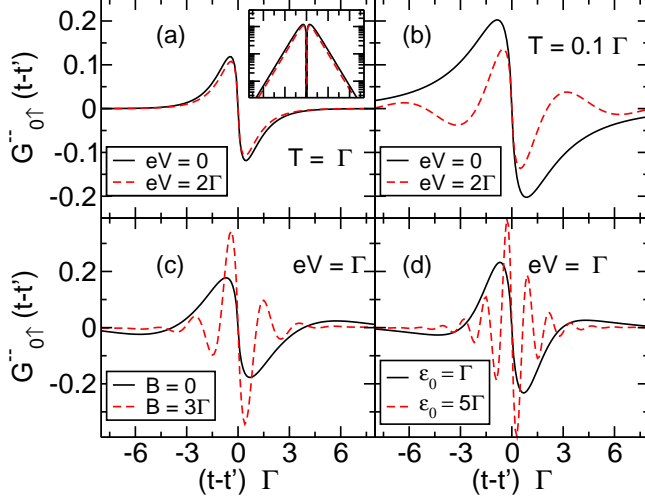 0.2
0.1
0
-0.1
-0.2
G⁻⁻₀↑ (t-t')
(a)
eV = 0
eV = 2Γ
T = Γ
(b)
T = 0.1 Γ
eV = 0
eV = 2Γ
0.2
0
-0.2
G⁻⁻₀↑ (t-t')
(c)
eV = Γ
B = 0
B = 3Γ
(d)
eV = Γ
ε₀ = Γ
ε₀ = 5Γ
-6 -3 0 3 6
-6 -3 0 3 6
(t-t') Γ
(t-t') Γ